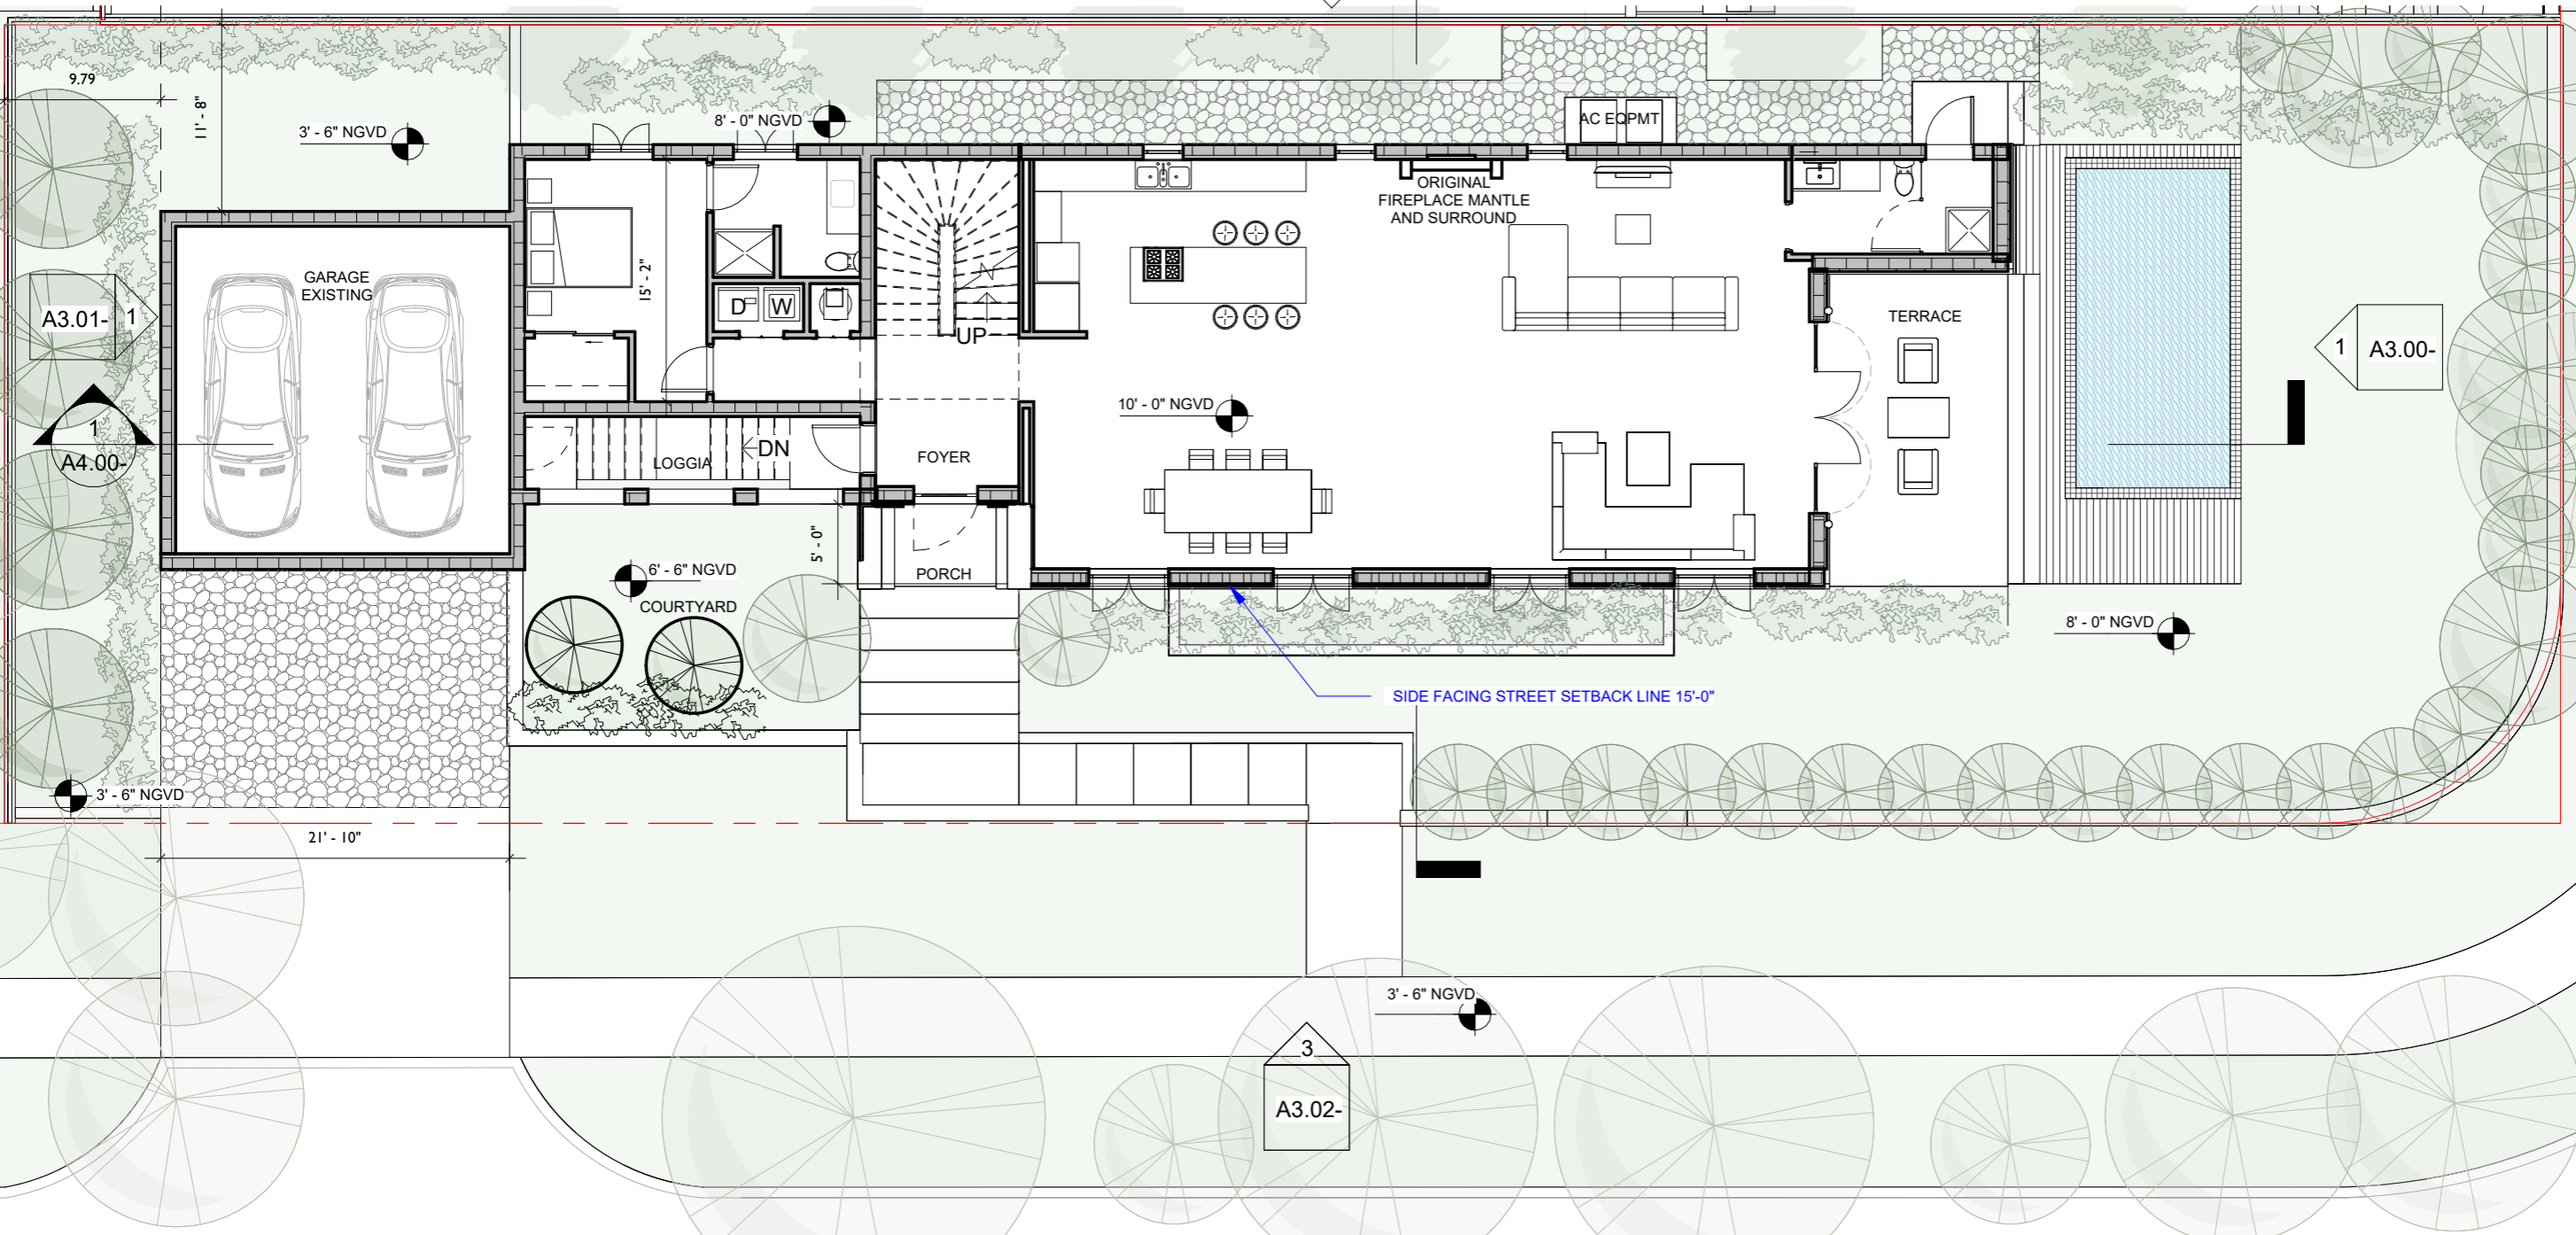 9.79
11' - 8"
3' - 6" NGVD
8' - 0" NGVD
AC EQPMT
ORIGINAL
FIREPLACE MANTLE
AND SURROUND
GARAGE
EXISTING
15' - 2"
D
W
UP
A3.01-
1
TERRACE
1
A3.00-
10' - 0" NGVD
1
A4.00-
LOGGIA
DN
FOYER
5' - 0"
6' - 6" NGVD
PORCH
COURTYARD
8' - 0" NGVD
SIDE FACING STREET SETBACK LINE 15'-0"
3' - 6" NGVD
21' - 10"
3' - 6" NGVD
3
A3.02-